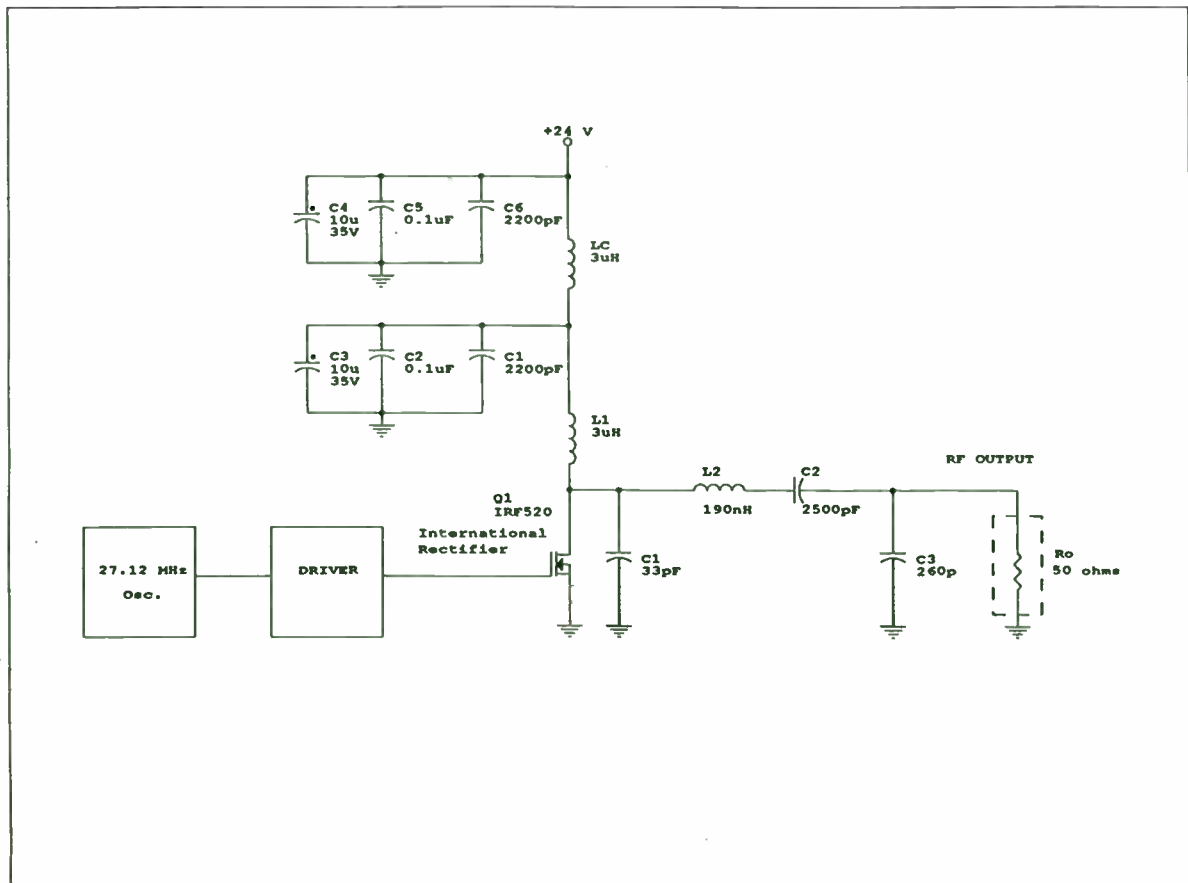 +24 V
C4
10u
35V
C5
0.1uF
C6
2200pF
LC
3uH
C3
10u
35V
C2
0.1uF
C1
2200pF
L1
3uH
RF OUTPUT
L2
190nH
C2
2500pF
Q1
IRF520
International
Rectifier
C1
33pF
C3
260p
Ro
50 ohms
27.12 MHz
Osc.
DRIVER